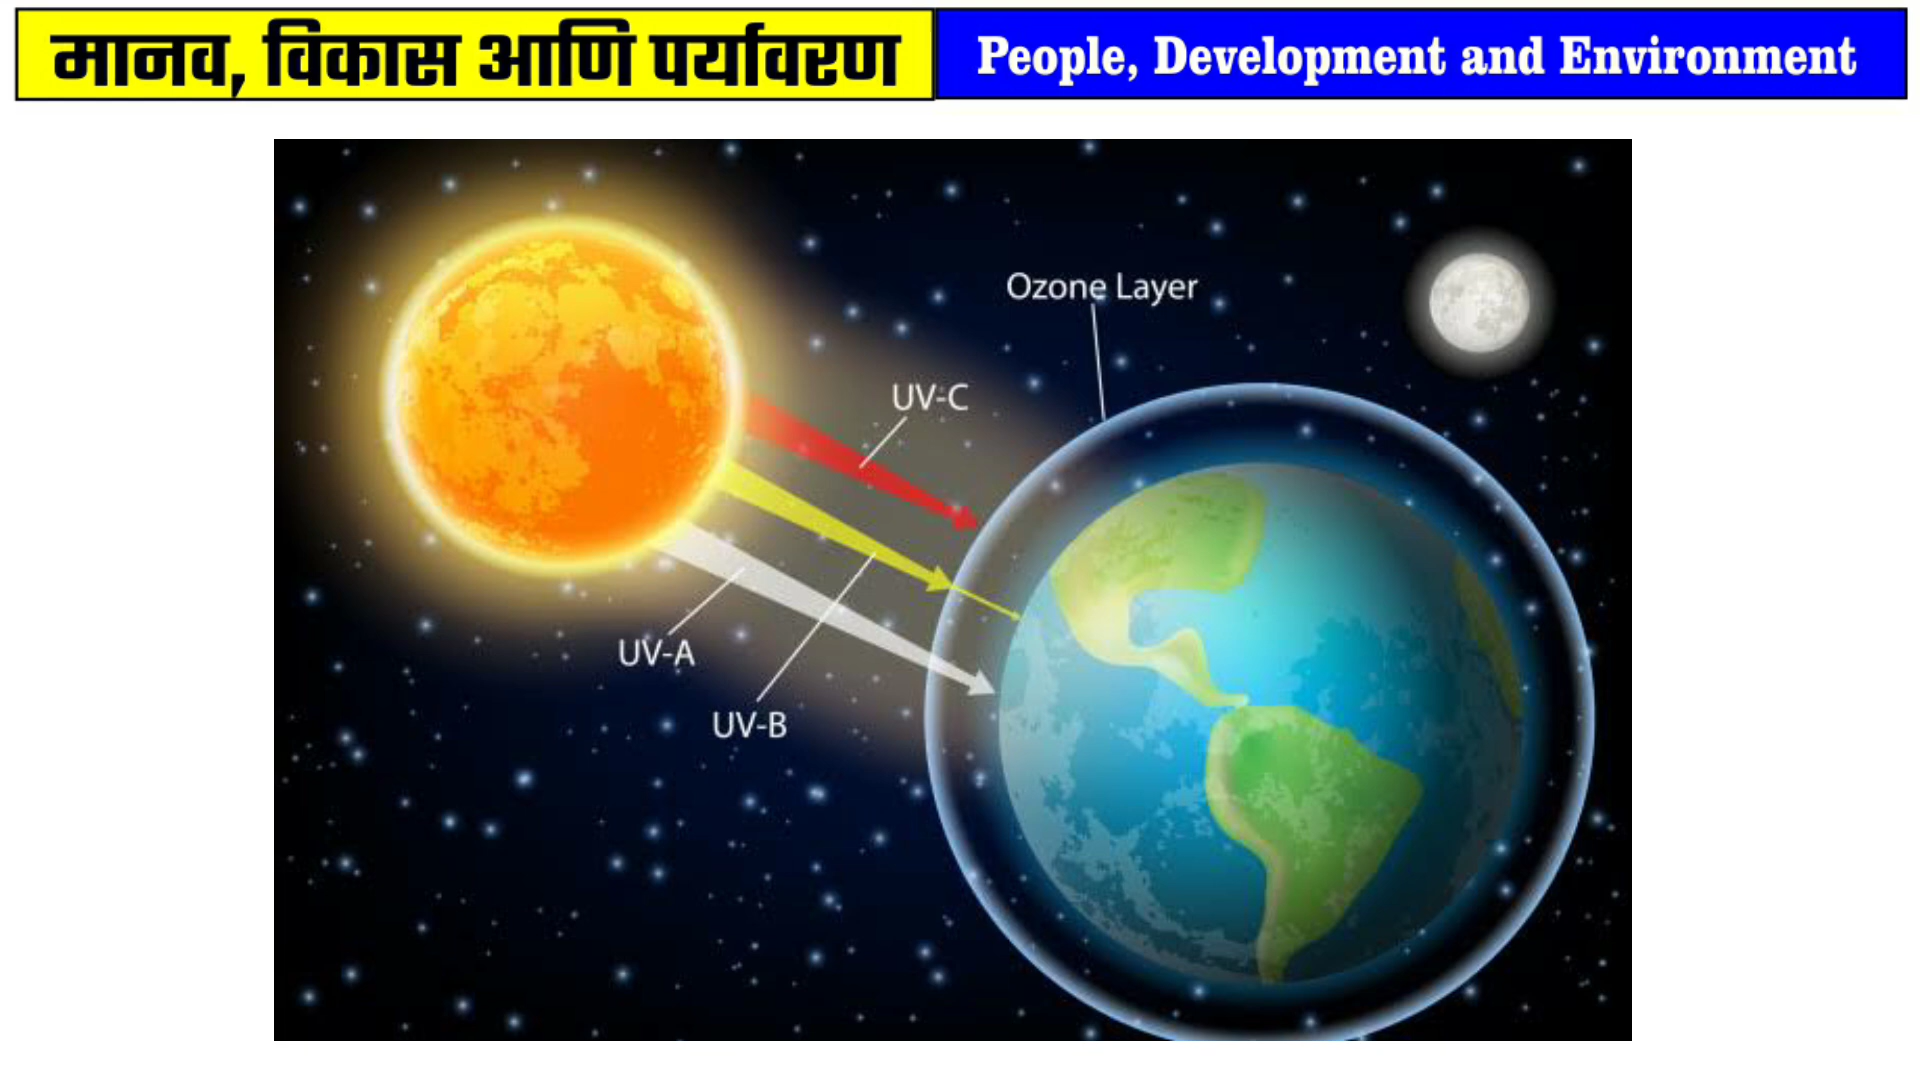 मानव, विकास आणि पर्यावरण
People, Development and Environment
Ozone Layer
UV-C
UV-A
UV-B